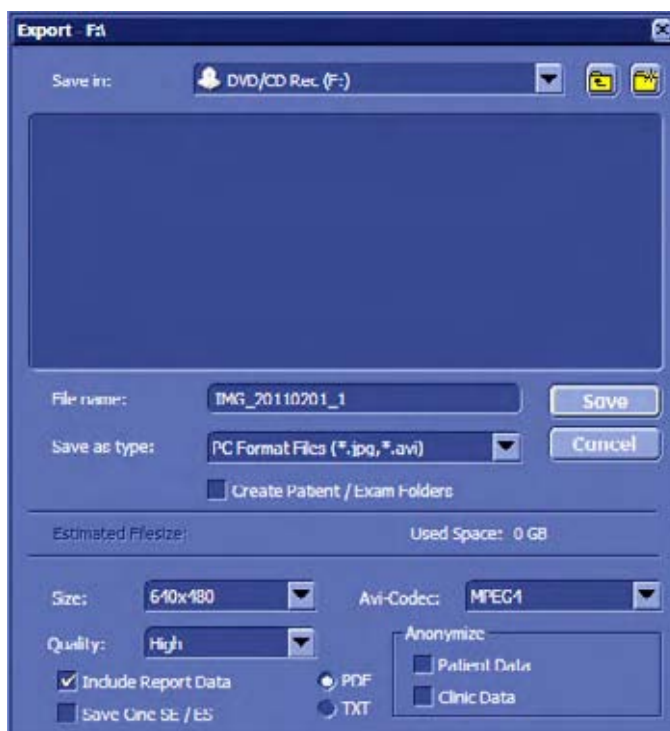 Export - F:\
Save in: DVD/CD Rec (F:)
File name: IMG_20110201_1 Save
Save as type: PC Format Files (*.jpg,*.avi) Cancel
Create Patient / Exam Folders
Estimated Filesize: Used Space: 0 GB
Size: 640x480 Avi-Codec: MPEG4
Quality: High Anonymize
Patient Data
Include Report Data PDF
Clinic Data
Save One SE / ES TXT